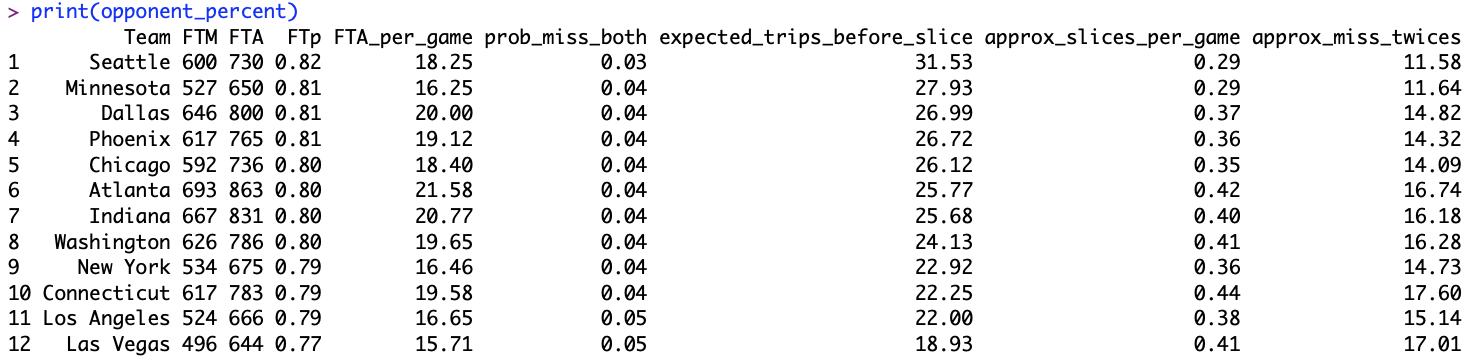 > print(opponent_percent)
Team FTM FTA FTp FTA_per_game prob_miss_both expected_trips_before_slice approx_slices_per_game approx_miss_twices
1 Seattle 600 730 0.82 18.25 0.03 31.53 0.29 11.58
2 Minnesota 527 650 0.81 16.25 0.04 27.93 0.29 11.64
3 Dallas 646 800 0.81 20.00 0.04 26.99 0.37 14.82
4 Phoenix 617 765 0.81 19.12 0.04 26.72 0.36 14.32
5 Chicago 592 736 0.80 18.40 0.04 26.12 0.35 14.09
6 Atlanta 693 863 0.80 21.58 0.04 25.77 0.42 16.74
7 Indiana 667 831 0.80 20.77 0.04 25.68 0.40 16.18
8 Washington 626 786 0.80 19.65 0.04 24.13 0.41 16.28
9 New York 534 675 0.79 16.46 0.04 22.92 0.36 14.73
10 Connecticut 617 783 0.79 19.58 0.04 22.25 0.44 17.60
11 Los Angeles 524 666 0.79 16.65 0.05 22.00 0.38 15.14
12 Las Vegas 496 644 0.77 15.71 0.05 18.93 0.41 17.01